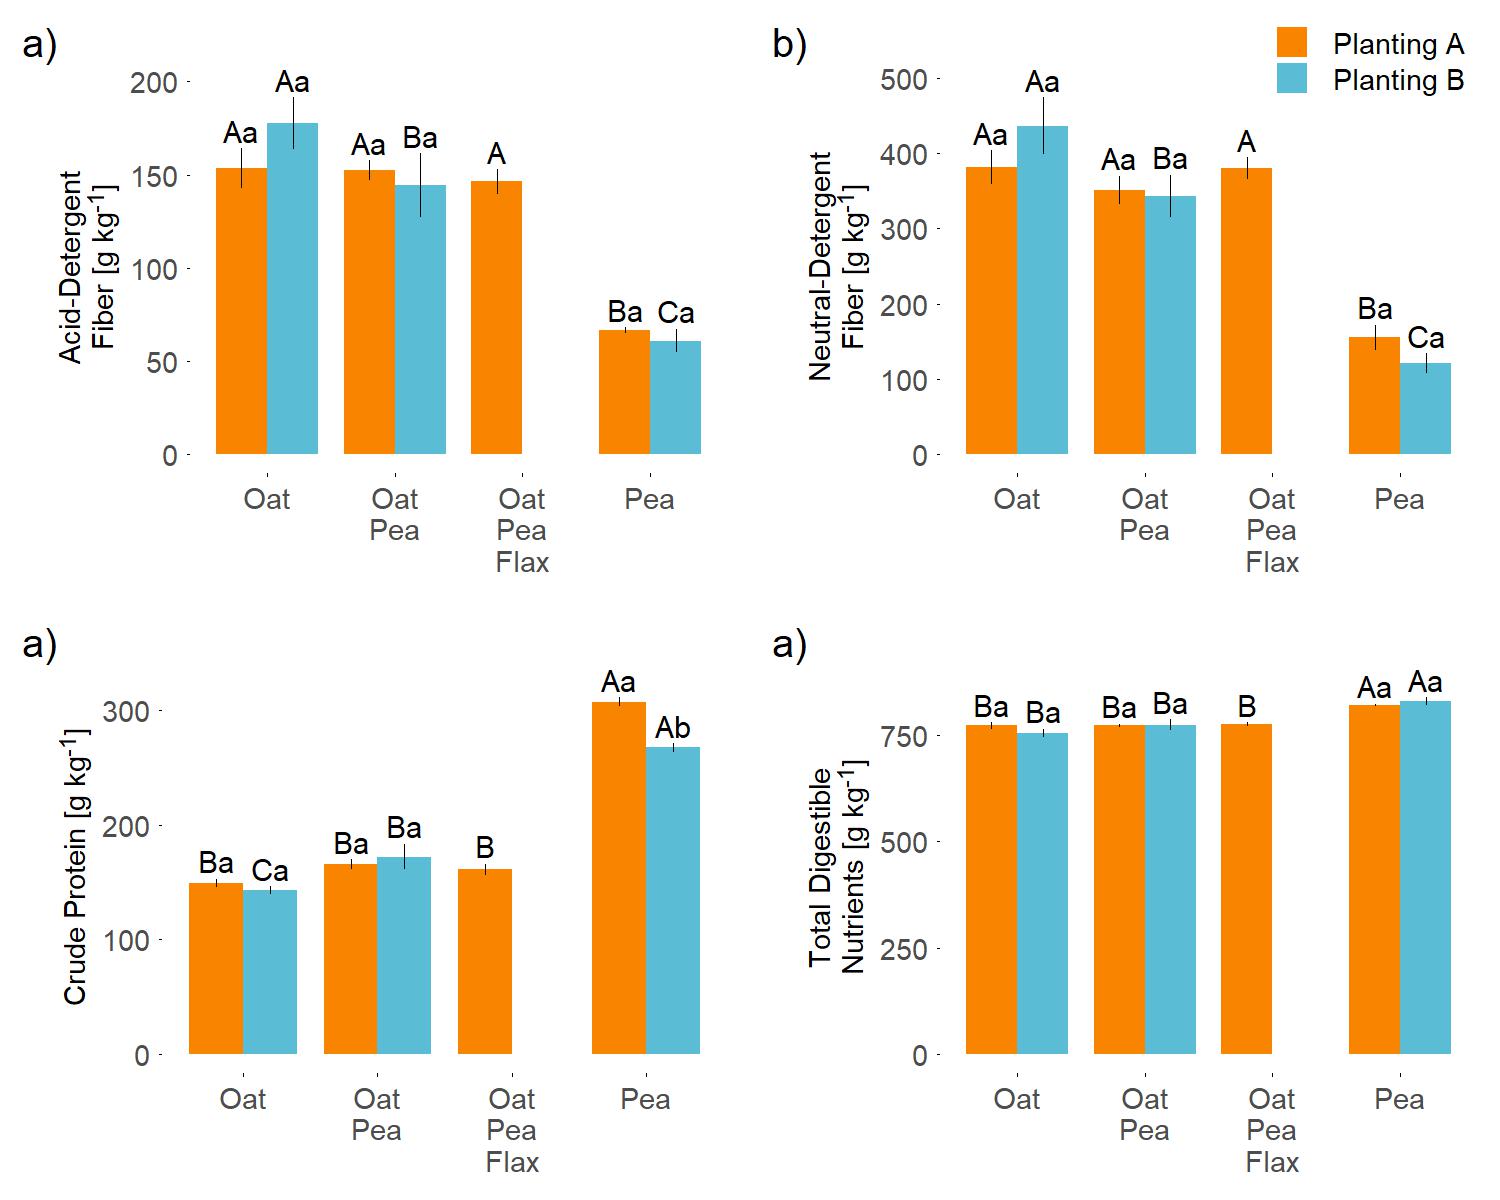 a)
Acid-Detergent
Fiber [g kg⁻¹]
200
150
100
50
0
Aa
Aa
Aa
Ba
A
Ba
Ca
Oat
Oat
Pea
Oat
Pea
Flax
Pea
b)
Planting A
Planting B
Neutral-Detergent
Fiber [g kg⁻¹]
500
400
300
200
100
0
Aa
Aa
Aa
Ba
A
Ba
Ca
Oat
Oat
Pea
Oat
Pea
Flax
Pea
a)
Crude Protein [g kg⁻¹]
300
200
100
0
Ba
Ca
Ba
Ba
B
Aa
Ab
Oat
Oat
Pea
Oat
Pea
Flax
Pea
a)
Total Digestible
Nutrients [g kg⁻¹]
750
500
250
0
Ba
Ba
Ba
Ba
B
Aa
Aa
Oat
Oat
Pea
Oat
Pea
Flax
Pea